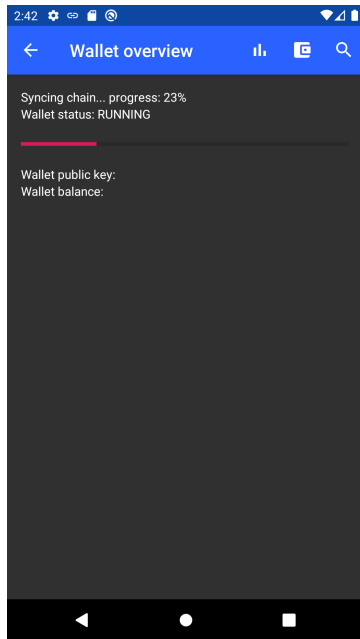 2:42
Wallet overview
Syncing chain... progress: 23%
Wallet status: RUNNING
Wallet public key:
Wallet balance: